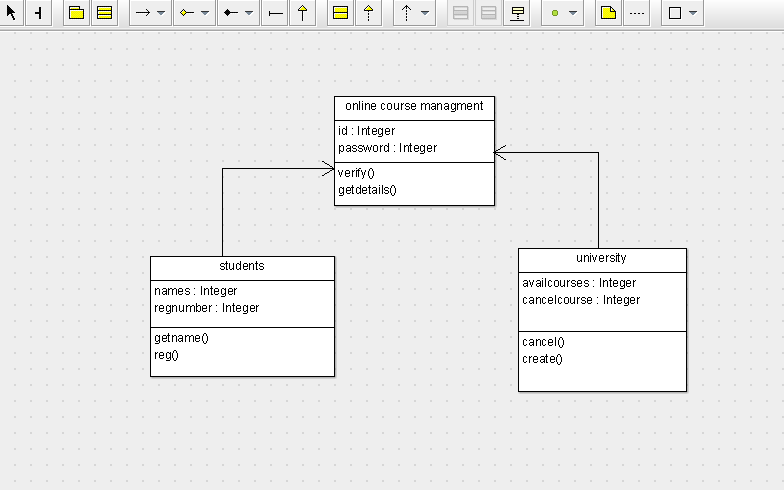 online course managment
id : Integer
password : Integer
verify()
getdetails()
students
names : Integer
regnumber : Integer
getname()
reg()
university
availcourses : Integer
cancelcourse : Integer
cancel()
create()